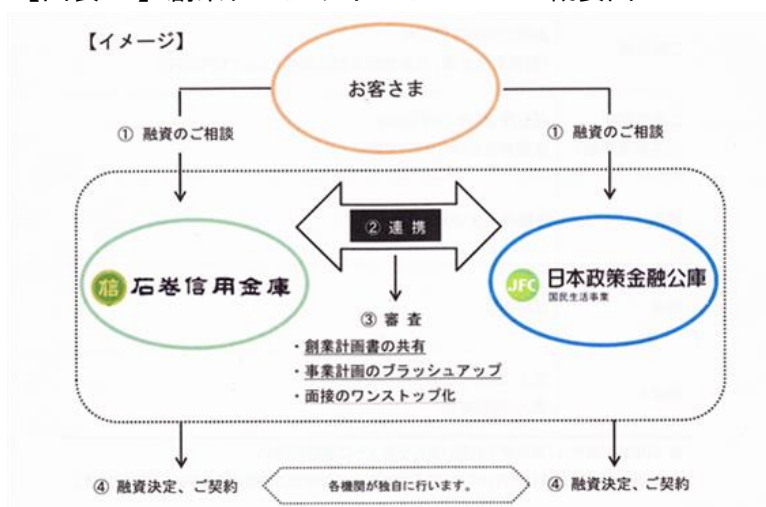 【イメージ】
お客さま
① 融資のご相談
① 融資のご相談
② 連携
信 石巻信用金庫
JFC 日本政策金融公庫
国民生活事業
③ 審査
・創業計画書の共有
・事業計画のブラッシュアップ
・面接のワンストップ化
④ 融資決定、ご契約
各機関が独自に行います。
④ 融資決定、ご契約